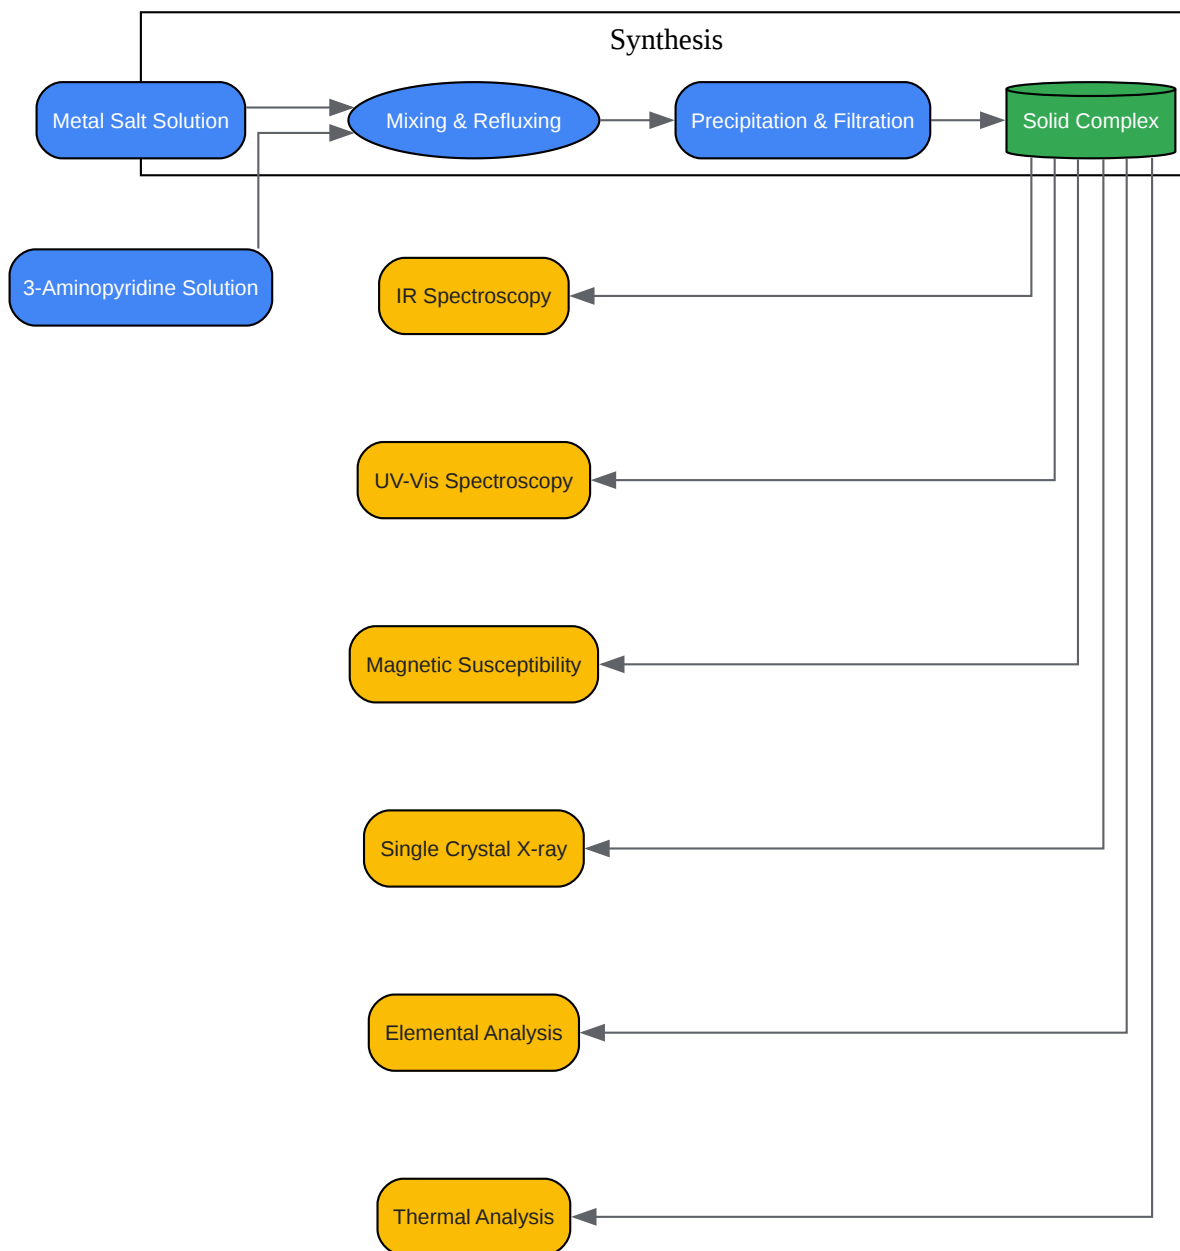 Synthesis
Metal Salt Solution
Mixing & Refluxing
Precipitation & Filtration
Solid Complex
3-Aminopyridine Solution
IR Spectroscopy
UV-Vis Spectroscopy
Magnetic Susceptibility
Single Crystal X-ray
Elemental Analysis
Thermal Analysis